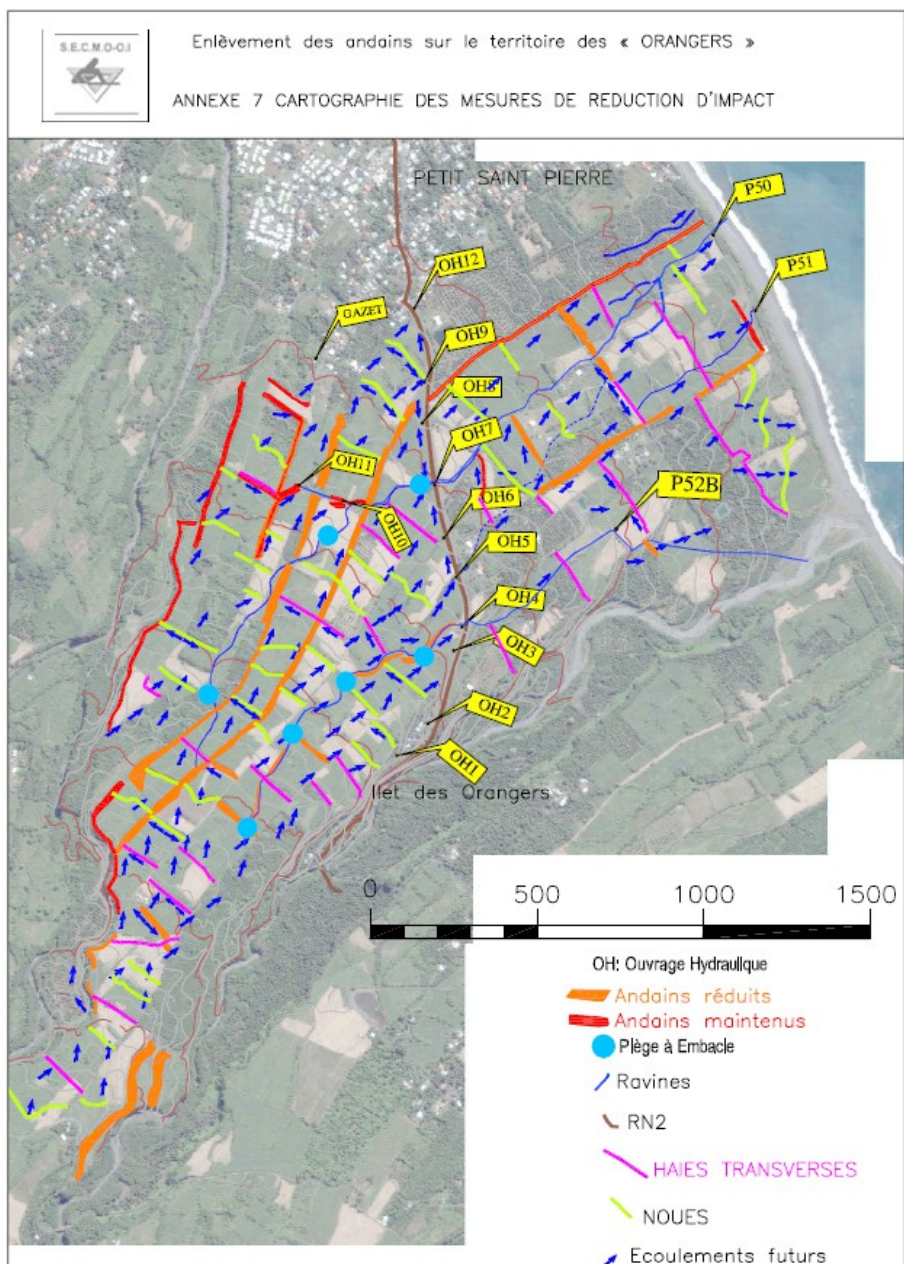 S.E.C.M.O-O.I
Enlèvement des andains sur le territoire des « ORANGERS »
ANNEXE 7 CARTOGRAPHIE DES MESURES DE REDUCTION D'IMPACT
PETIT SAINT PIERRE
P50
P51
OH12
GAZET
OH9
OH8
OH7
OH11
OH10
OH6
P52B
OH5
OH4
OH3
OH2
OH1
Ilet des Orangers
0 500 1000 1500
OH: Ouvrage Hydraulique
Andains réduits
Andains maintenus
Piège à Embacle
Ravines
RN2
HAIES TRANSVERSES
NOUES
Ecoulements futurs